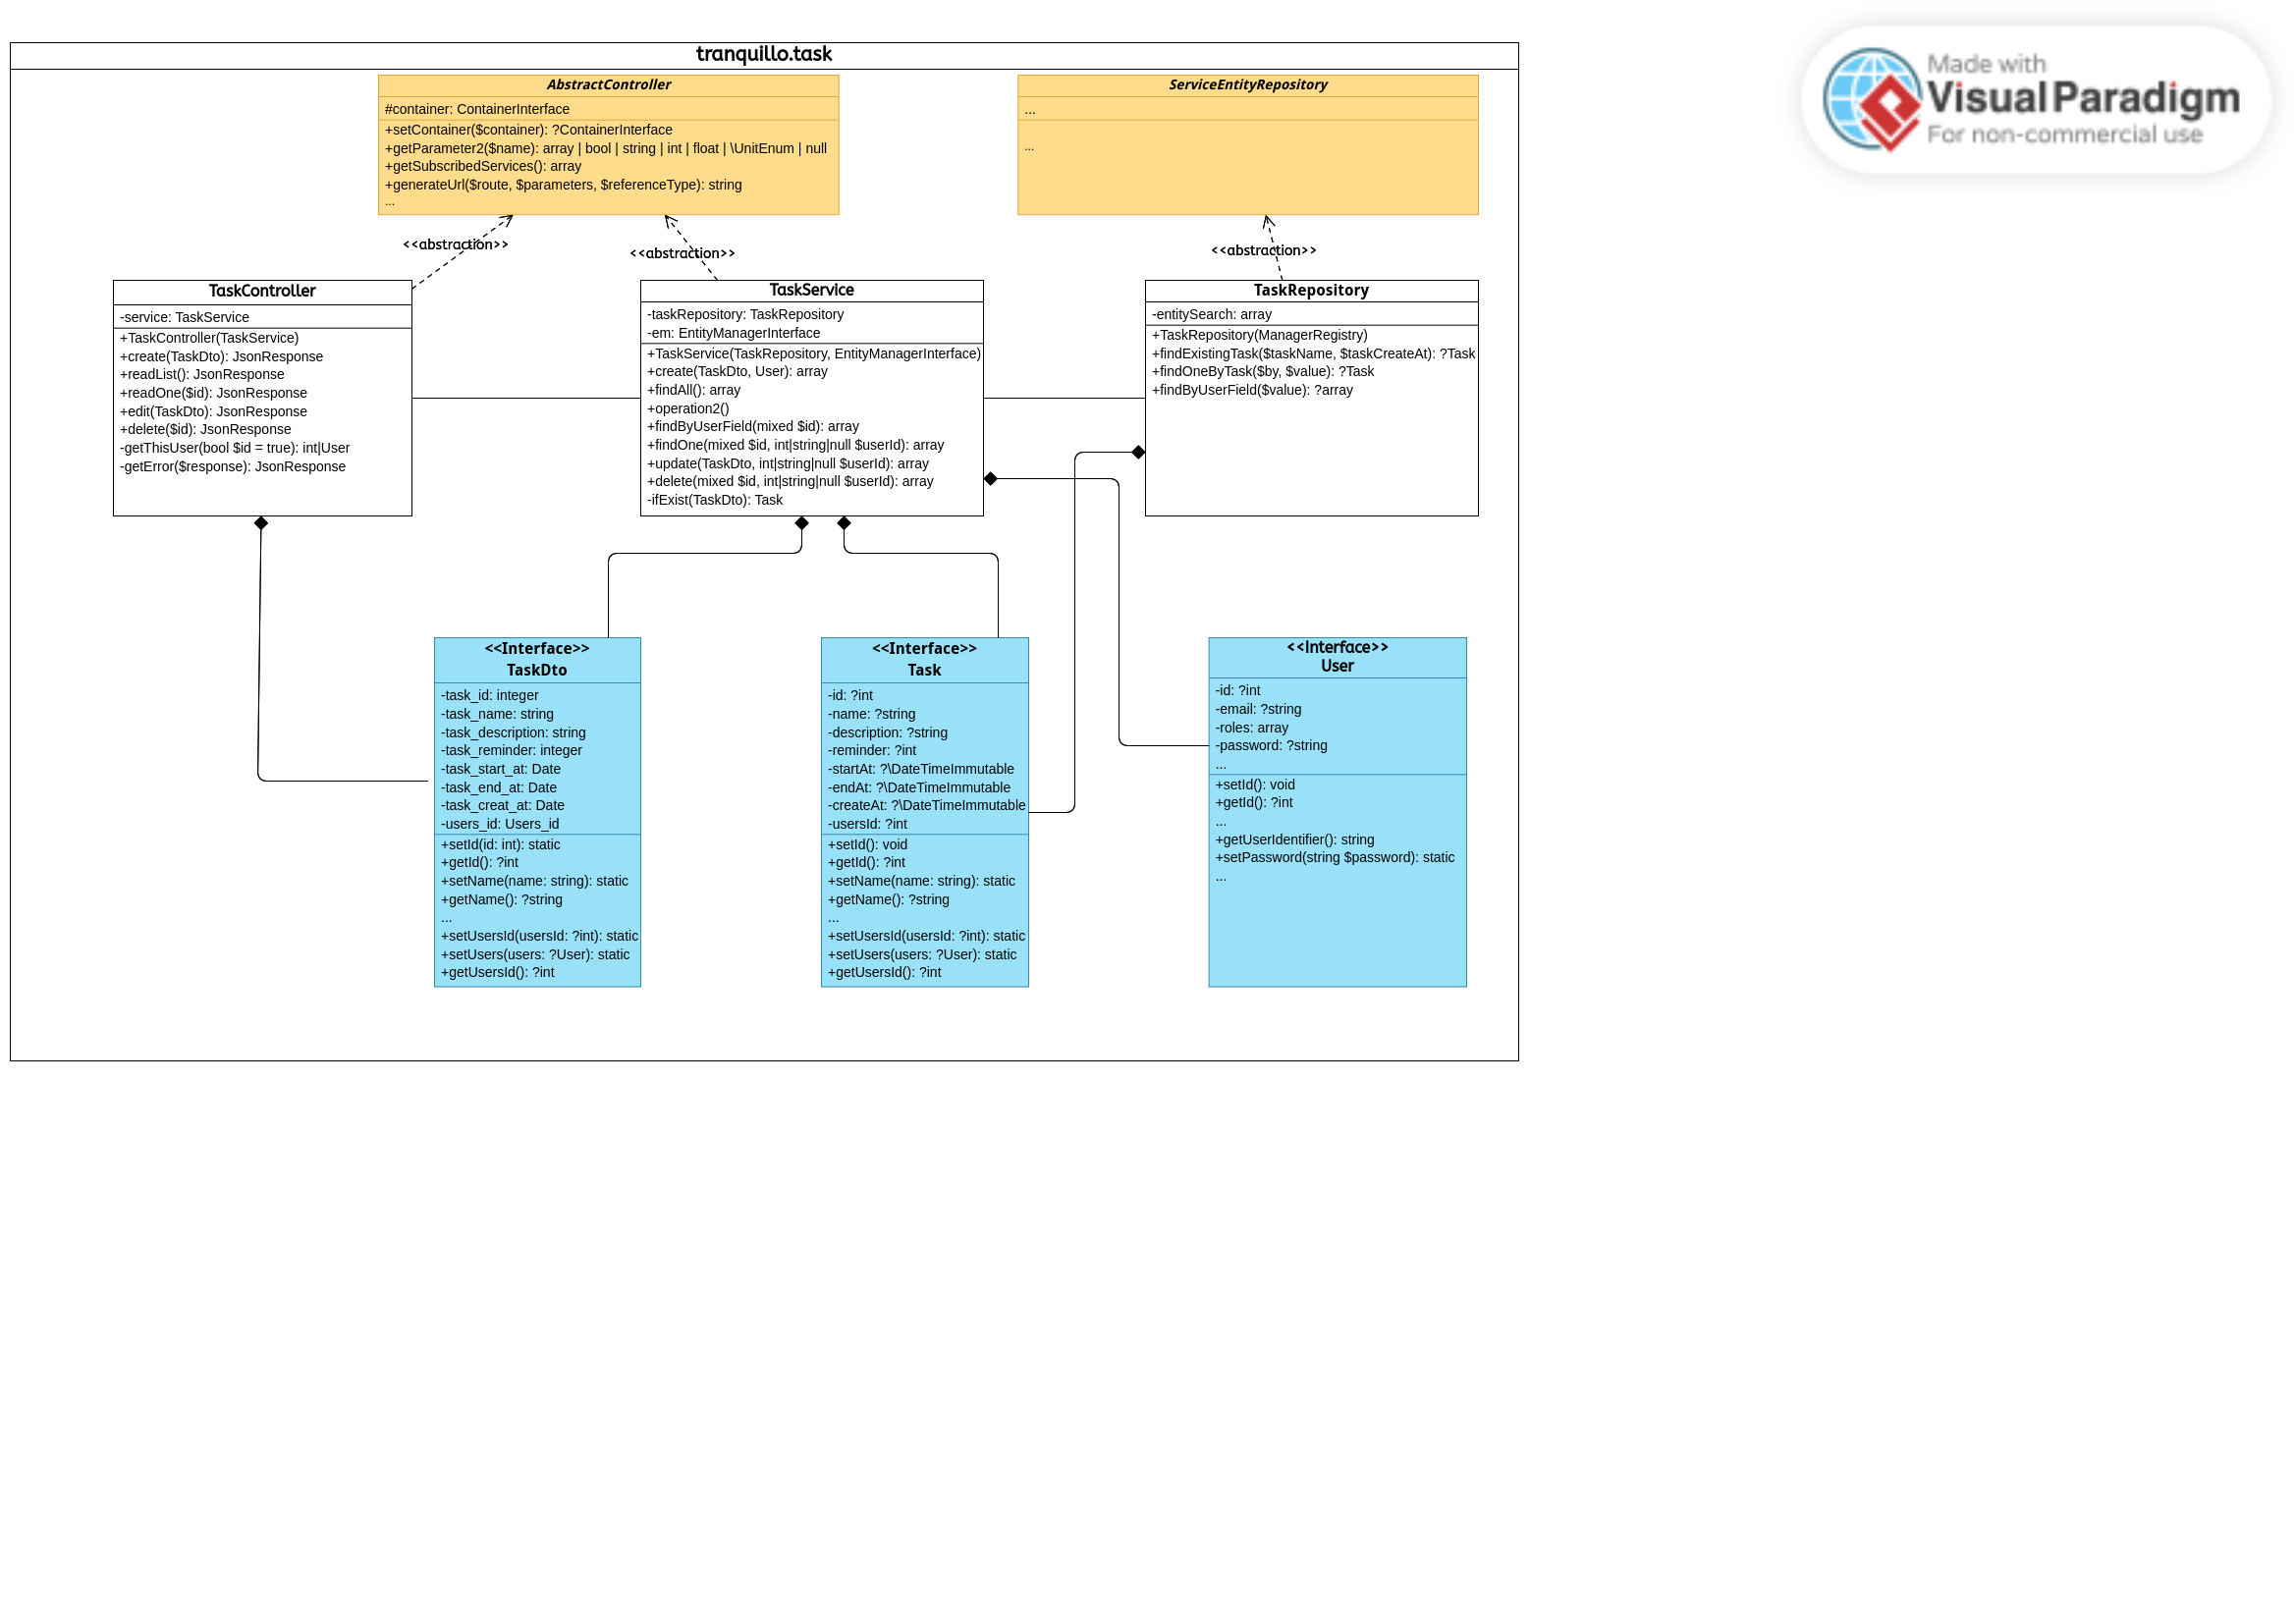 Made with
Visual Paradigm
For non-commercial use
tranquillo.task
AbstractController
#container: ContainerInterface
+setContainer($container): ?ContainerInterface
+getParameter2($name): array | bool | string | int | float | \UnitEnum | null
+getSubscribedServices(): array
+generateUrl($route, $parameters, $referenceType): string
...
ServiceEntityRepository
...
...
<<abstraction>>
<<abstraction>>
<<abstraction>>
TaskController
-service: TaskService
+TaskController(TaskService)
+create(TaskDto): JsonResponse
+readList(): JsonResponse
+readOne($id): JsonResponse
+edit(TaskDto): JsonResponse
+delete($id): JsonResponse
-getThisUser(bool $id = true): int|User
-getError($response): JsonResponse
TaskService
-taskRepository: TaskRepository
-em: EntityManagerInterface
+TaskService(TaskRepository, EntityManagerInterface)
+create(TaskDto, User): array
+findAll(): array
+operation2()
+findByUserField(mixed $id): array
+findOne(mixed $id, int|string|null $userId): array
+update(TaskDto, int|string|null $userId): array
+delete(mixed $id, int|string|null $userId): array
-ifExist(TaskDto): Task
TaskRepository
-entitySearch: array
+TaskRepository(ManagerRegistry)
+findExistingTask($taskName, $taskCreateAt): ?Task
+findOneByTask($by, $value): ?Task
+findByUserField($value): ?array
<<Interface>>
TaskDto
-task_id: integer
-task_name: string
-task_description: string
-task_reminder: integer
-task_start_at: Date
-task_end_at: Date
-task_creat_at: Date
-users_id: Users_id
+setId(id: int): static
+getId(): ?int
+setName(name: string): static
+getName(): ?string
...
+setUsersId(usersId: ?int): static
+setUsers(users: ?User): static
+getUsersId(): ?int
<<Interface>>
Task
-id: ?int
-name: ?string
-description: ?string
-reminder: ?int
-startAt: ?\DateTimeImmutable
-endAt: ?\DateTimeImmutable
-createAt: ?\DateTimeImmutable
-usersId: ?int
+setId(): void
+getId(): ?int
+setName(name: string): static
+getName(): ?string
...
+setUsersId(usersId: ?int): static
+setUsers(users: ?User): static
+getUsersId(): ?int
<<Interface>>
User
-id: ?int
-email: ?string
-roles: array
-password: ?string
...
+setId(): void
+getId(): ?int
...
+getUserIdentifier(): string
+setPassword(string $password): static
...